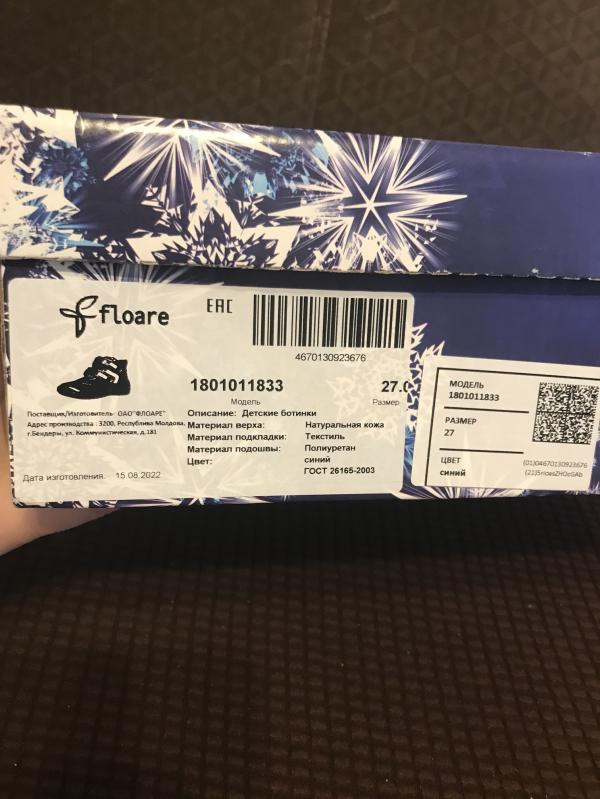 floare
EAC
4670130923676
1801011833
27.0
Модель
Размер
Поставщик/Изготовитель: ОАО"ФЛОАРЕ"
Адрес производства : 3200, Республика Молдова,
г.Бендеры, ул. Коммунистическая, д.181
Описание: Детские ботинки
Материал верха: Натуральная кожа
Материал подкладки: Текстиль
Материал подошвы: Полиуретан
Цвет: синий
ГОСТ 26165-2003
Дата изготовления: 15.08.2022
МОДЕЛЬ
1801011833
РАЗМЕР
27
ЦВЕТ
синий
(01)04670130923676